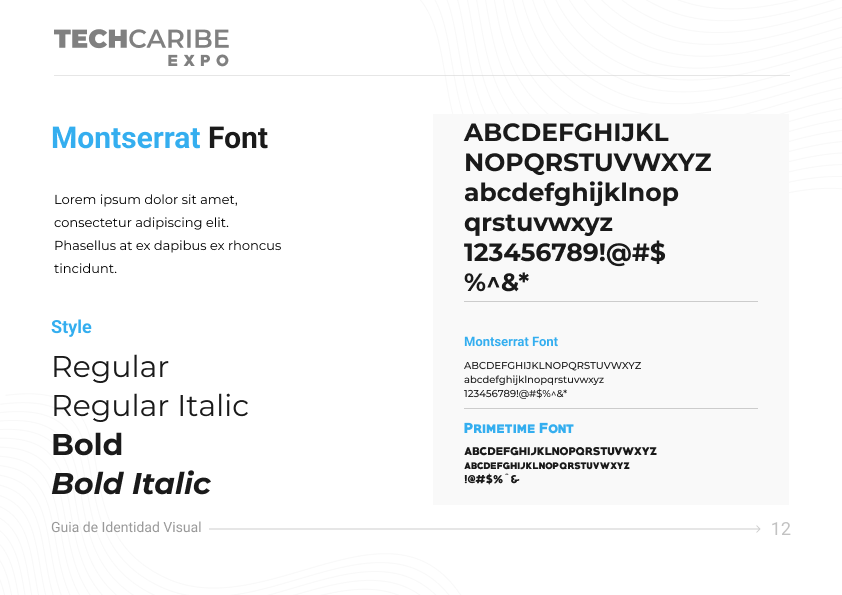 TECHCARIBE
EXPO
Montserrat Font
Lorem ipsum dolor sit amet,
consectetur adipiscing elit.
Phasellus at ex dapibus ex rhoncus
tincidunt.
Style
Regular
Regular Italic
Bold
Bold Italic
ABCDEFGHIJKL
NOPQRSTUVWXYZ
abcdefghijklnop
qrstuvwxyz
123456789!@#$
%^&*
Montserrat Font
ABCDEFGHIJKLNOPQRSTUVWXYZ
abcdefghijklnopqrstuvwxyz
123456789!@#$%^&*
Primetime Font
ABCDEFGHIJKLNOPQRSTUVWXYZ
abcdefghijklnopqrstuvwxyz
!@#$%^&
Guia de Identidad Visual
12